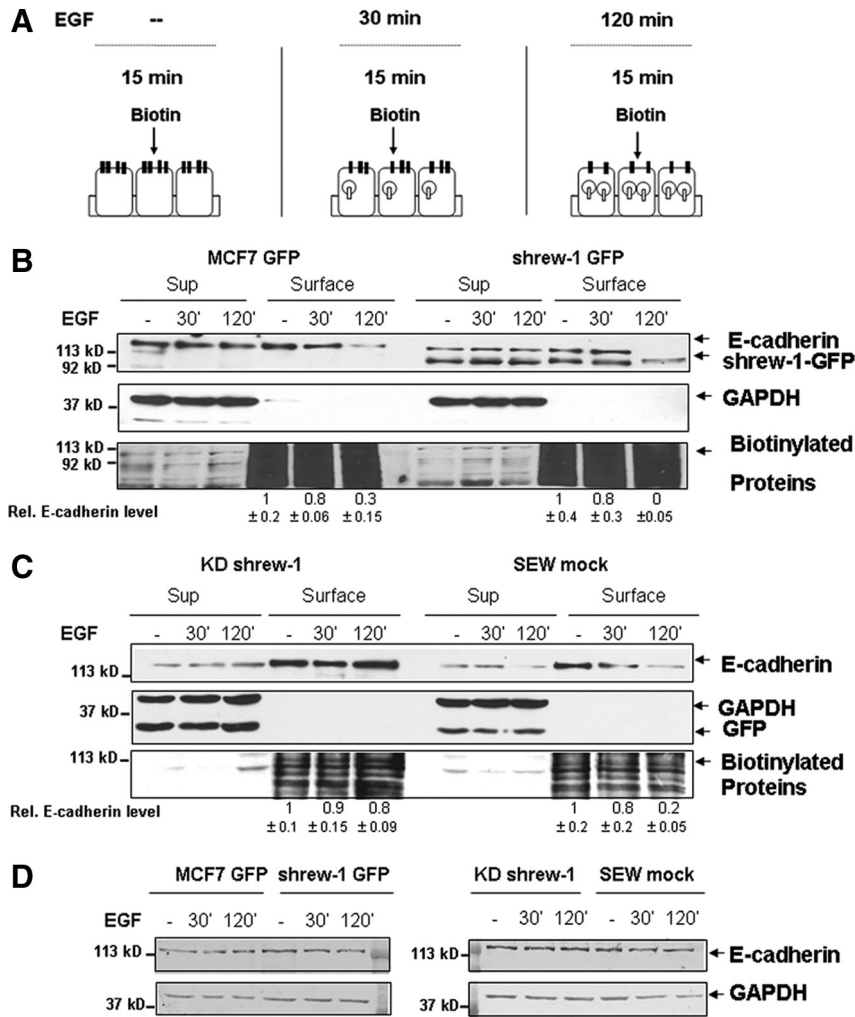 A EGF -- 30 min 120 min
15 min 15 min 15 min
Biotin Biotin Biotin
B MCF7 GFP shrew-1 GFP
Sup Surface Sup Surface
EGF - 30' 120' - 30' 120' - 30' 120' - 30' 120'
113 kD E-cadherin
92 kD shrew-1-GFP
37 kD GAPDH
113 kD Biotinylated
92 kD
Proteins
1 0.8 0.3 1 0.8 0
Rel. E-cadherin level ± 0.2 ± 0.06 ± 0.15 ± 0.4 ± 0.3 ±0.05
C KD shrew-1 SEW mock
Sup Surface Sup Surface
EGF - 30' 120' - 30' 120' - 30' 120' - 30' 120'
113 kD E-cadherin
37 kD GAPDH
GFP
113 kD Biotinylated
Proteins
Rel. E-cadherin level 1 0.9 0.8 1 0.8 0.2
± 0.1 ± 0.15 ± 0.09 ± 0.2 ± 0.2 ± 0.05
D MCF7 GFP shrew-1 GFP KD shrew-1 SEW mock
EGF - 30' 120' - 30' 120' - 30' 120' - 30' 120'
113 kD 113 kD E-cadherin
37 kD 37 kD GAPDH